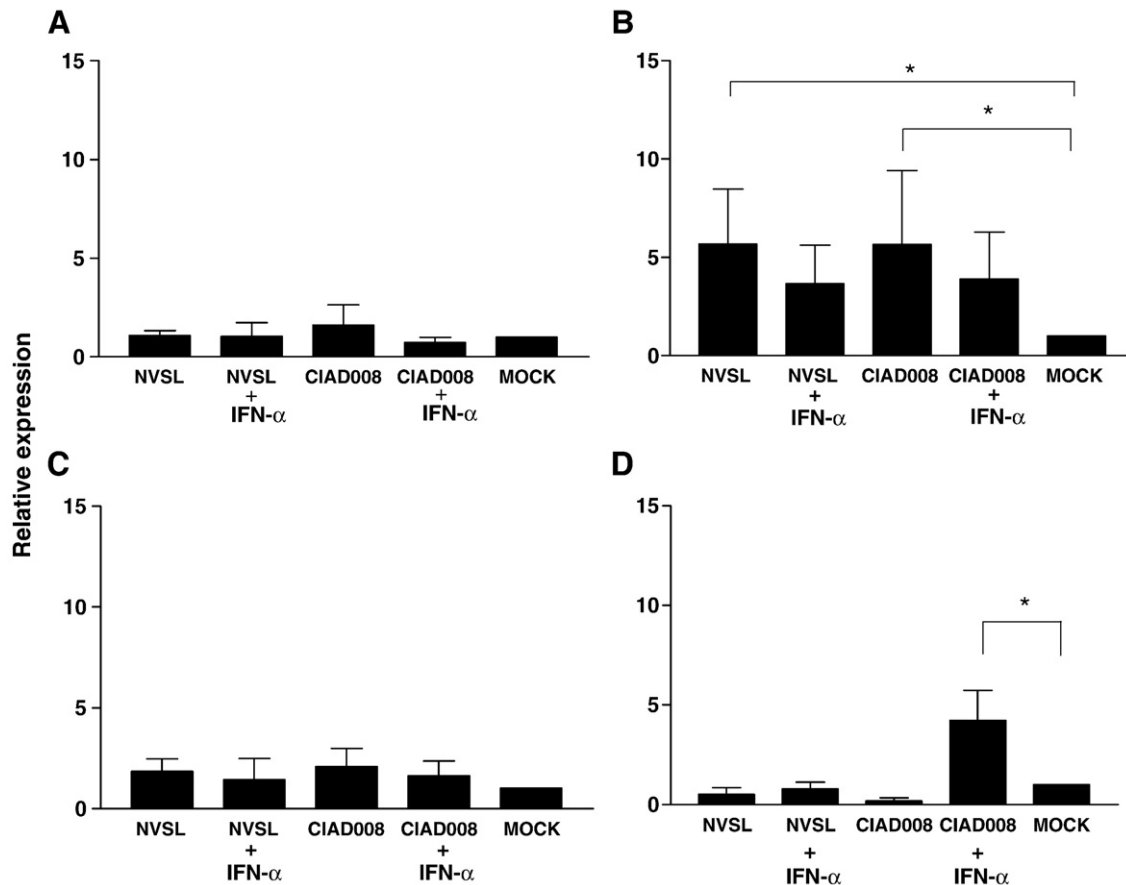 A
15
10
5
0
NVSL
NVSL
+
IFN-α
CIAD008
CIAD008
+
IFN-α
MOCK
B
15
10
5
0
*
*
NVSL
NVSL
+
IFN-α
CIAD008
CIAD008
+
IFN-α
MOCK
Relative expression
C
15
10
5
0
NVSL
NVSL
+
IFN-α
CIAD008
CIAD008
+
IFN-α
MOCK
D
15
10
5
0
*
NVSL
NVSL
+
IFN-α
CIAD008
CIAD008
+
IFN-α
MOCK